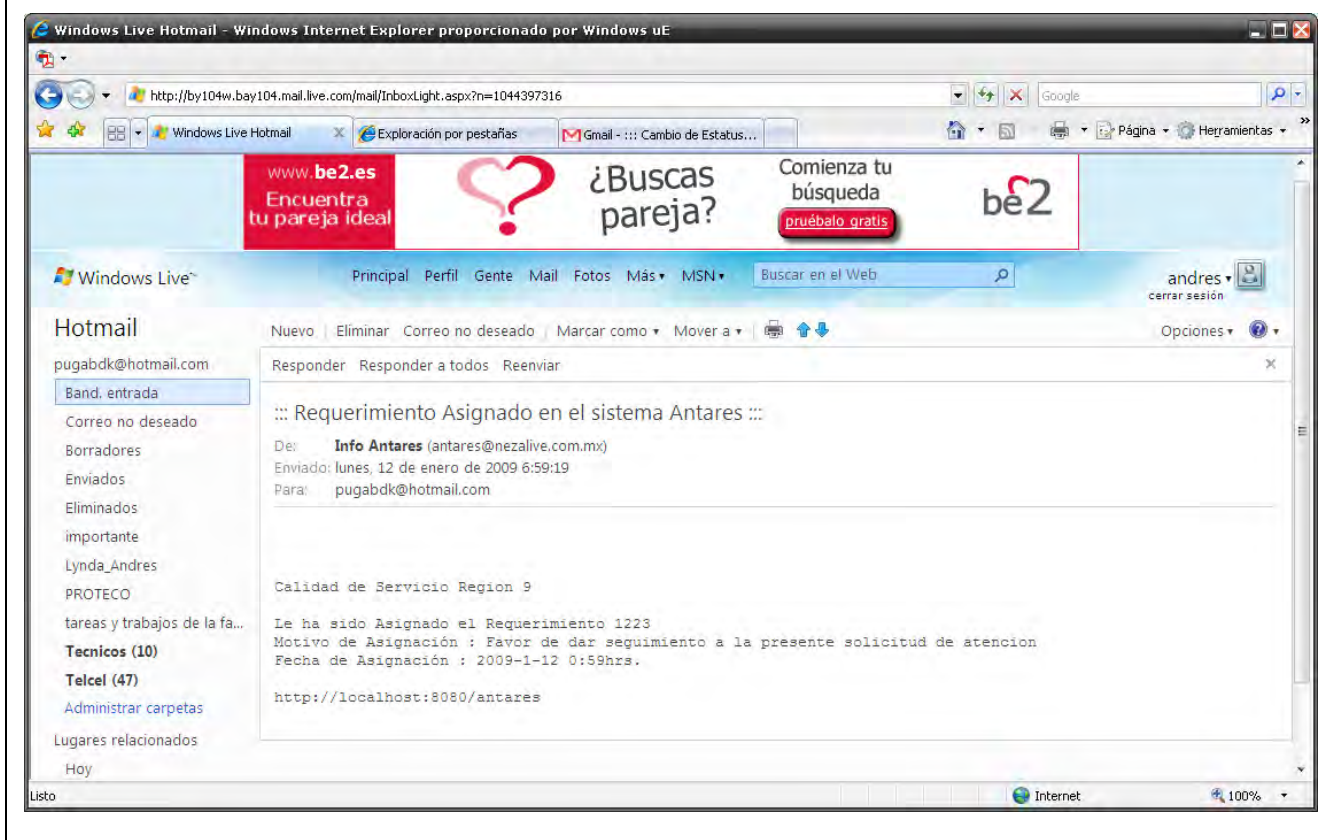 Windows Live Hotmail - Windows Internet Explorer proporcionado por Windows uE
http://by104w.bay104.mail.live.com/mail/InboxLight.aspx?n=1044397316
Google
Windows Live Hotmail
Exploración por pestañas
Gmail - ::: Cambio de Estatus...
Página
Herramientas
»
www.be2.es
Encuentra
tu pareja ideal
¿Buscas
pareja?
Comienza tu
búsqueda
pruébalo gratis
be2
Windows Live
Principal Perfil Gente Mail Fotos Más MSN
Buscar en el Web
andres
cerrar sesión
Hotmail
Nuevo Eliminar Correo no deseado Marcar como Mover a
Opciones
pugabdk@hotmail.com
Responder Responder a todos Reenviar
Band. entrada
Correo no deseado
Borradores
Enviados
Eliminados
importante
Lynda_Andres
PROTECO
tareas y trabajos de la fa...
Tecnicos (10)
Telcel (47)
Administrar carpetas
Lugares relacionados
Hoy
::: Requerimiento Asignado en el sistema Antares :::
De: Info Antares (antares@nezalive.com.mx)
Enviado: lunes, 12 de enero de 2009 6:59:19
Para: pugabdk@hotmail.com
Calidad de Servicio Region 9
Le ha sido Asignado el Requerimiento 1223
Motivo de Asignación : Favor de dar seguimiento a la presente solicitud de atencion
Fecha de Asignación : 2009-1-12 0:59hrs.
http://localhost:8080/antares
Listo
Internet
100%